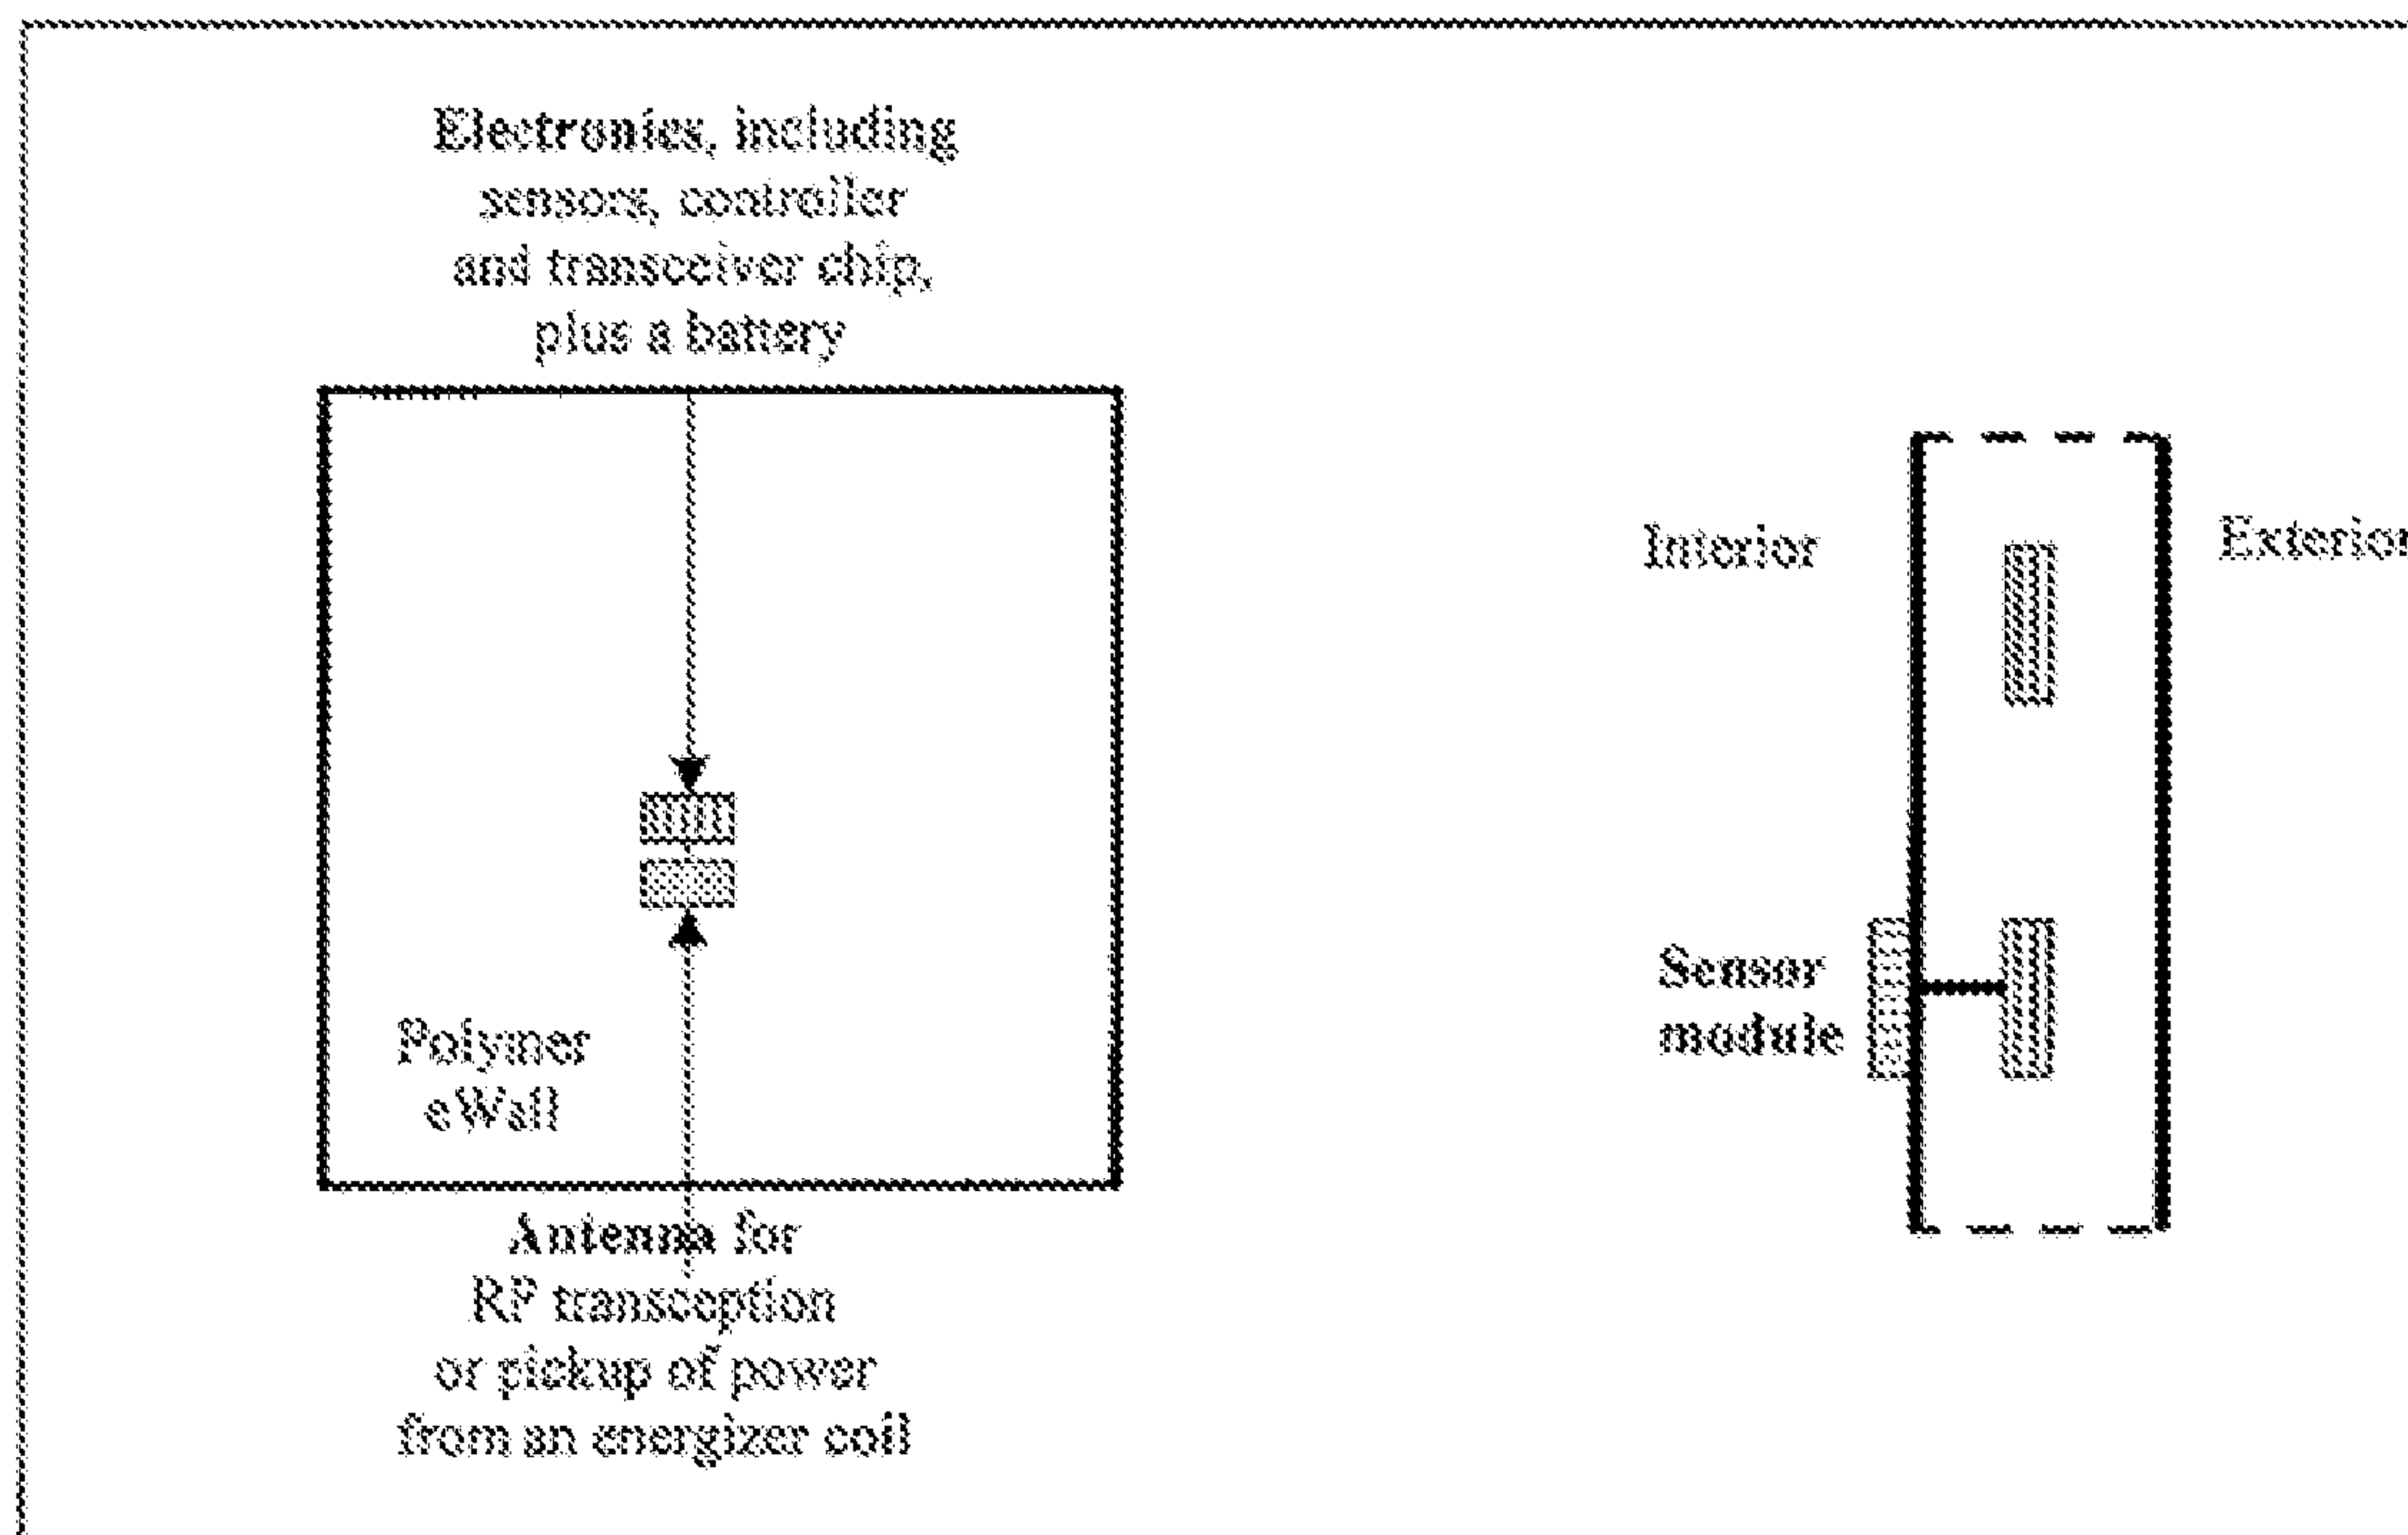 Electronics, including
sensors, controller
and transceiver chip,
plus a battery
Polymer
eWall
Antenna for
RF transception
or pickup of power
from an energizer coil
Interior
Exterior
Sensor
module